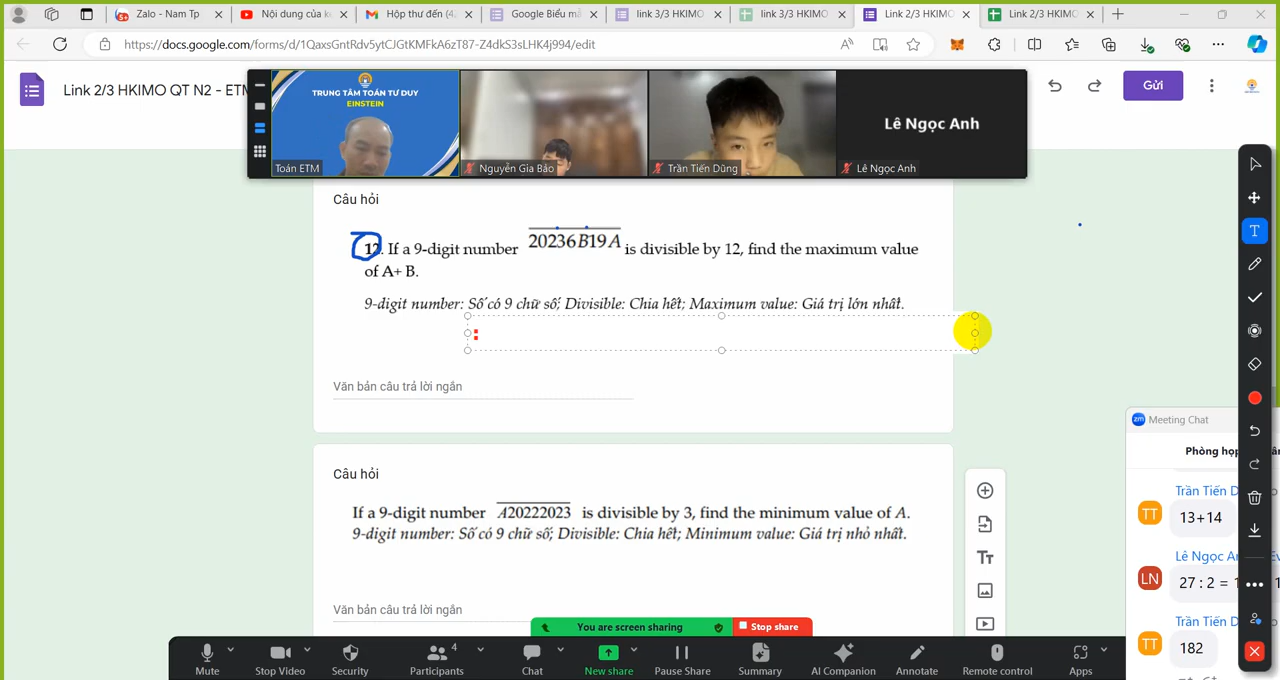 Zalo - Nam Tp
Nội dung của k
Hộp thư đến (4
Google Biểu m
link 3/3 HKIMO
link 3/3 HKIMO
Link 2/3 HKIMO
Link 2/3 HKIMO
https://docs.google.com/forms/d/1QaxsGntRdv5ytCJGtKMFkA6zT87-Z4dkS3sLHK4j994/edit
Link 2/3 HKIMO QT N2 - ETM
Gửi
TRUNG TÂM TOÁN TƯ DUY
EINSTEIN
Lê Ngọc Anh
Toán ETM
Nguyễn Gia Bảo
Trần Tiến Dũng
Lê Ngọc Anh
Câu hỏi
12. If a 9-digit number 20236B19A is divisible by 12, find the maximum value
of A+ B.
9-digit number: Số có 9 chữ số; Divisible: Chia hết; Maximum value: Giá trị lớn nhất.
:
Văn bản câu trả lời ngắn
Câu hỏi
If a 9-digit number A20222023 is divisible by 3, find the minimum value of A.
9-digit number: Số có 9 chữ số; Divisible: Chia hết; Minimum value: Giá trị nhỏ nhất.
Văn bản câu trả lời ngắn
Meeting Chat
Phòng họp
Trần Tiến D
TT
13+14
Lê Ngọc Anh
LN
27 : 2 = 1
Trần Tiến D
TT
182
You are screen sharing
Stop share
Mute
Stop Video
Security
4
Participants
Chat
New share
Pause Share
Summary
AI Companion
Annotate
Remote control
Apps